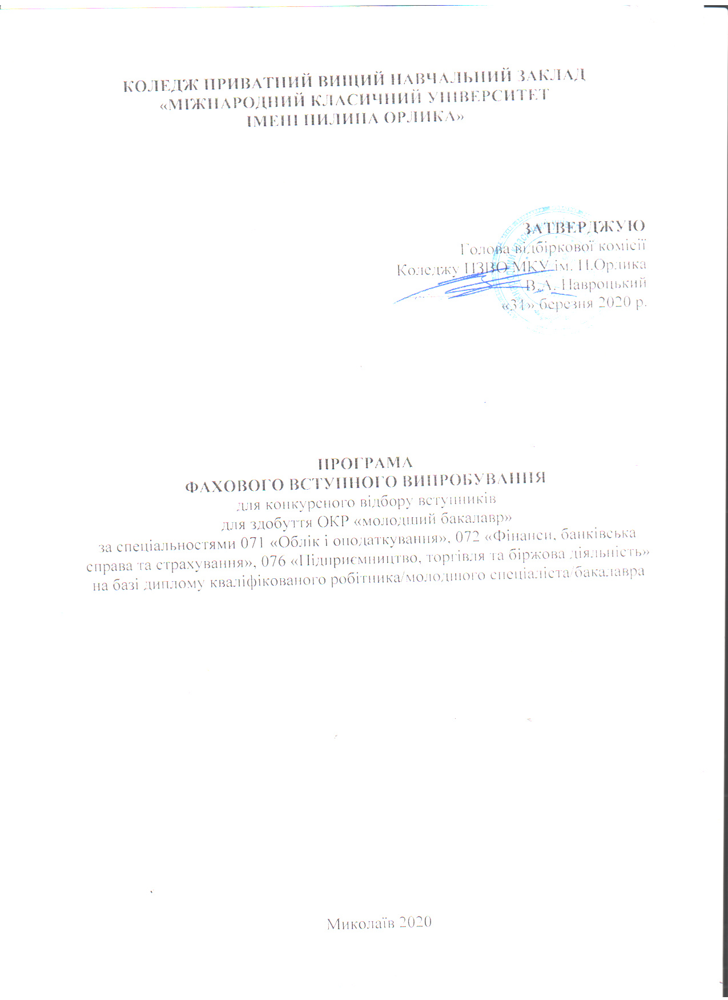 КОЛЕДЖ ПРИВАТНИЙ ВИЩИЙ НАВЧАЛЬНИЙ ЗАКЛАД
«МІЖНАРОДНИЙ КЛАСИЧНИЙ УНІВЕРСИТЕТ
ІМЕНІ ПИЛИПА ОРЛИКА»
ЗАТВЕРДЖУЮ
Голова відбіркової комісії
Коледжу ПЗВО МКУ ім. П.Орлика
В.А. Навроцький
«31» березня 2020 р.
ПРОГРАМА
ФАХОВОГО ВСТУПНОГО ВИПРОБУВАННЯ
для конкурсного відбору вступників
для здобуття ОКР «молодший бакалавр»
за спеціальностями 071 «Облік і оподаткування», 072 «Фінанси, банківська
справа та страхування», 076 «Підприємництво, торгівля та біржова діяльність»
на базі диплому кваліфікованого робітника/молодшого спеціаліста/бакалавра
Миколаїв 2020